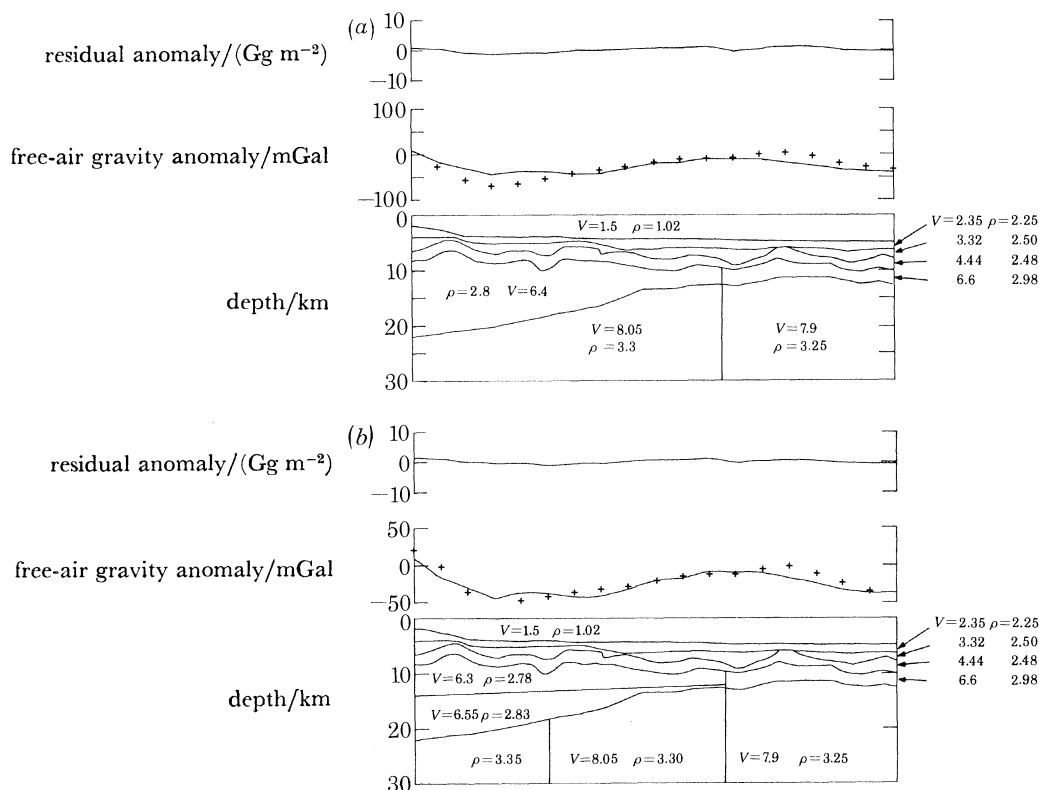 (a)
10
residual anomaly/(Gg m⁻²) 0
−10
100
free-air gravity anomaly/mGal 0
−100
0
V=1.5 ρ=1.02
V=2.35 ρ=2.25
3.32 2.50
4.44 2.48
6.6 2.98
10
depth/km
ρ=2.8 V=6.4
20
V=8.05
ρ=3.3
V=7.9
ρ=3.25
30
(b)
10
residual anomaly/(Gg m⁻²) 0
−10
50
free-air gravity anomaly/mGal 0
−50
0
V=1.5 ρ=1.02
V=2.35 ρ=2.25
3.32 2.50
4.44 2.48
6.6 2.98
10
V=6.3 ρ=2.78
depth/km
V=6.55 ρ=2.83
20
ρ=3.35 V=8.05 ρ=3.30 V=7.9 ρ=3.25
30